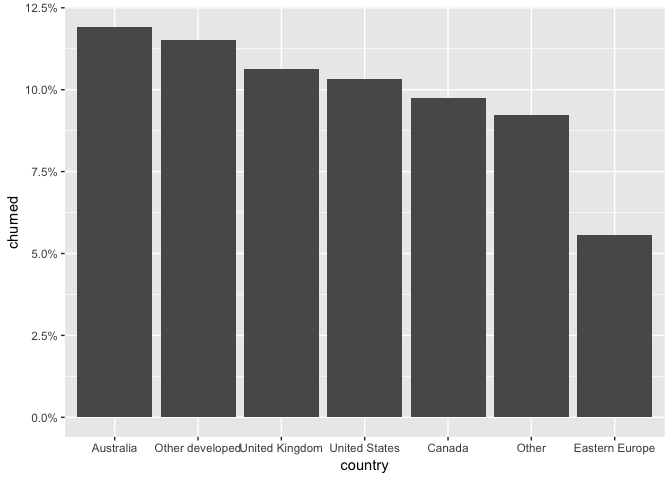 12.5%
10.0%
7.5%
5.0%
2.5%
0.0%
churned
Australia Other developed United Kingdom United States Canada Other Eastern Europe
country